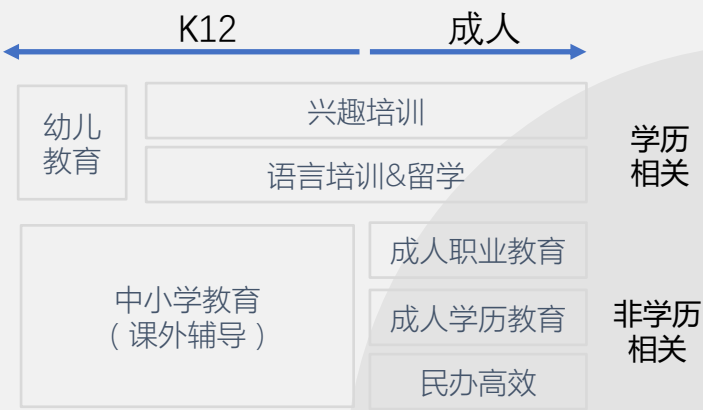 K12
成人
幼儿
教育
兴趣培训
语言培训&留学
学历
相关
中小学教育
（课外辅导）
成人职业教育
成人学历教育
民办高效
非学历
相关